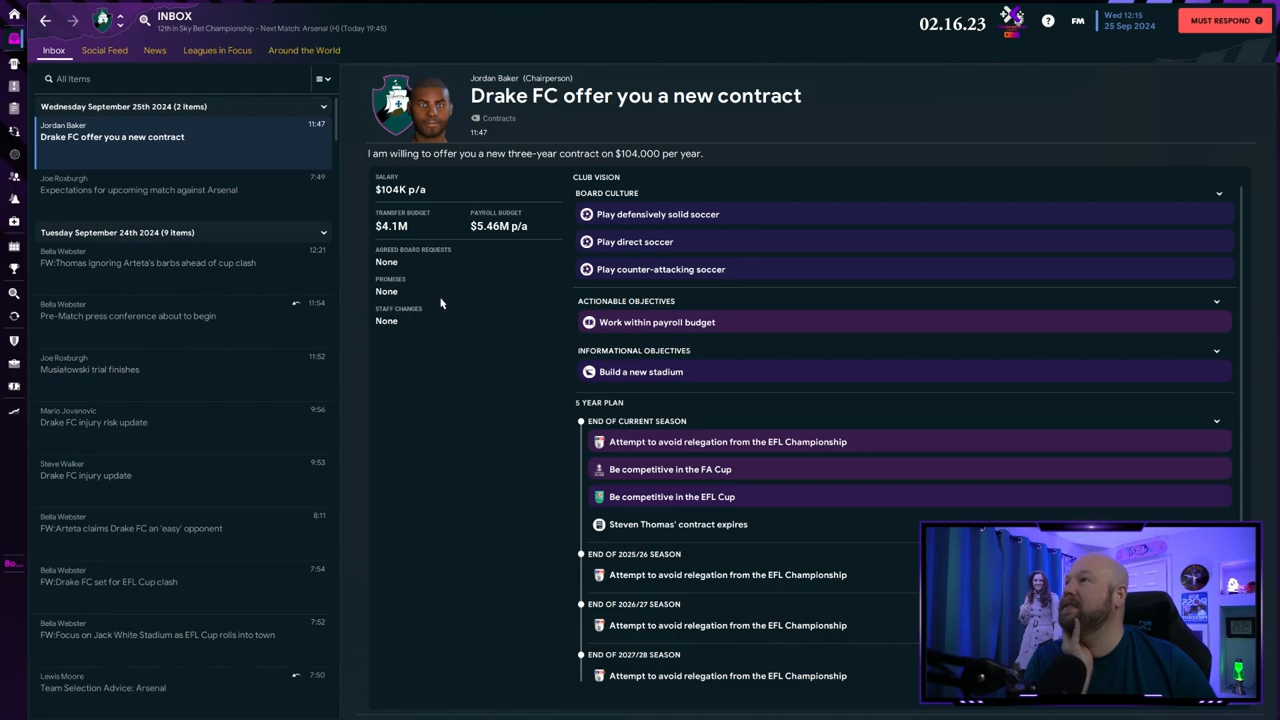 INBOX
12th in Sky Bet Championship - Next Match: Arsenal (H) (Today 19:45)
02.16.23
FM
Wed 12:15
25 Sep 2024
MUST RESPOND
Inbox
Social Feed
News
Leagues in Focus
Around the World
All Items
Wednesday September 25th 2024 (2 items)
Jordan Baker
11:47
Drake FC offer you a new contract
Joe Roxburgh
7:49
Expectations for upcoming match against Arsenal
Tuesday September 24th 2024 (9 items)
Bella Webster
12:21
FW:Thomas ignoring Arteta's barbs ahead of cup clash
Bella Webster
11:54
Pre-Match press conference about to begin
Joe Roxburgh
11:52
Musiałowski trial finishes
Mario Jovanovic
9:56
Drake FC injury risk update
Steve Walker
9:53
Drake FC injury update
Bella Webster
8:11
FW:Arteta claims Drake FC an 'easy' opponent
Bella Webster
7:54
FW:Drake FC set for EFL Cup clash
Bella Webster
7:52
FW:Focus on Jack White Stadium as EFL Cup rolls into town
Lewis Moore
7:50
Team Selection Advice: Arsenal
Bo...
Jordan Baker (Chairperson)
Drake FC offer you a new contract
Contracts
11:47
I am willing to offer you a new three-year contract on $104,000 per year.
SALARY
$104K p/a
TRANSFER BUDGET
$4.1M
PAYROLL BUDGET
$5.46M p/a
AGREED BOARD REQUESTS
None
PROMISES
None
STAFF CHANGES
None
CLUB VISION
BOARD CULTURE
Play defensively solid soccer
Play direct soccer
Play counter-attacking soccer
ACTIONABLE OBJECTIVES
Work within payroll budget
INFORMATIONAL OBJECTIVES
Build a new stadium
5 YEAR PLAN
END OF CURRENT SEASON
Attempt to avoid relegation from the EFL Championship
Be competitive in the FA Cup
Be competitive in the EFL Cup
Steven Thomas' contract expires
END OF 2025/26 SEASON
Attempt to avoid relegation from the EFL Championship
END OF 2026/27 SEASON
Attempt to avoid relegation from the EFL Championship
END OF 2027/28 SEASON
Attempt to avoid relegation from the EFL Championship